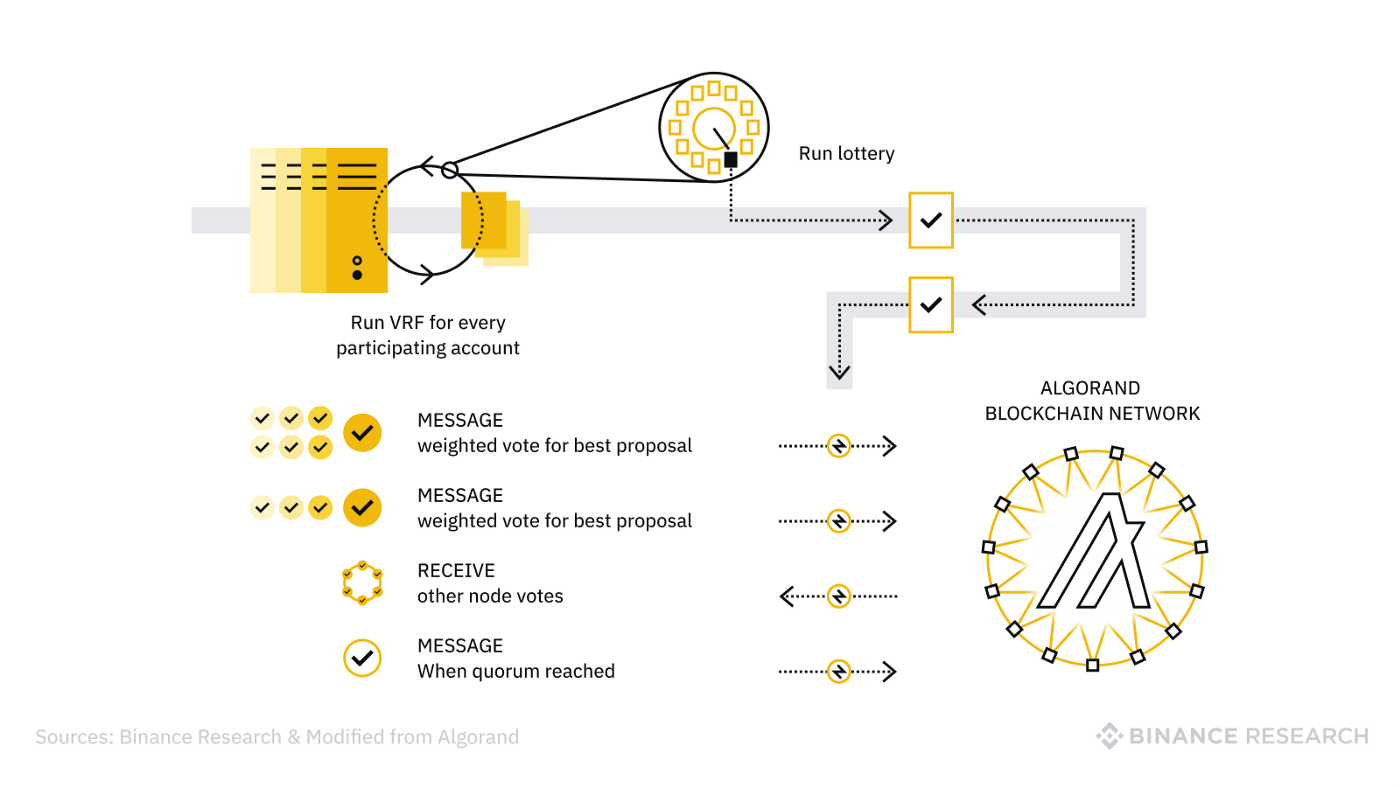 Run lottery
Run VRF for every
participating account
ALGORAND
BLOCKCHAIN NETWORK
MESSAGE
weighted vote for best proposal
MESSAGE
weighted vote for best proposal
RECEIVE
other node votes
MESSAGE
When quorum reached
Sources: Binance Research & Modified from Algorand
BINANCE RESEARCH